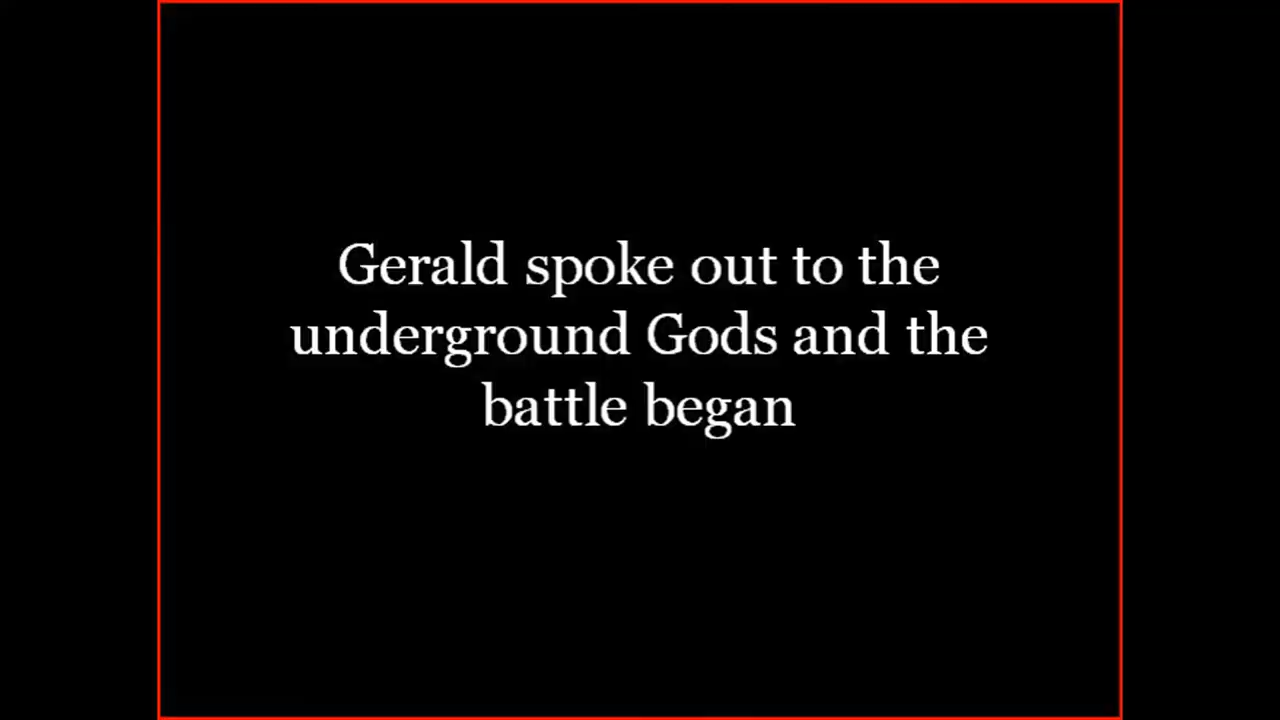 Gerald spoke out to the
underground Gods and the
battle began